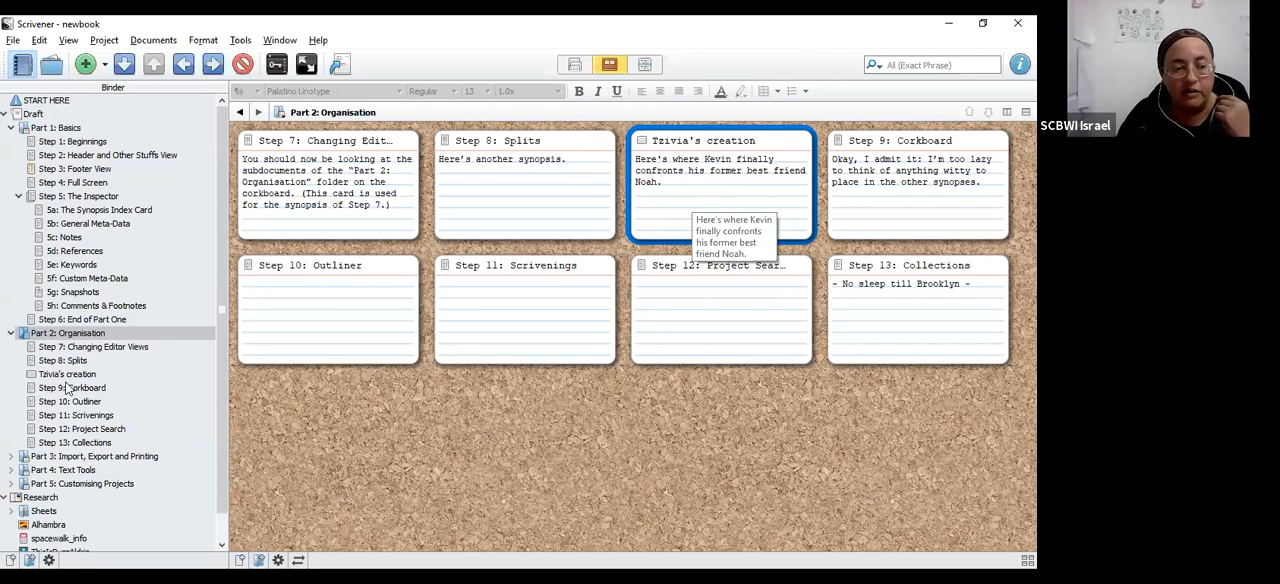 Scrivener - newbook
File Edit View Project Documents Format Tools Window Help
All (Exact Phrase)
Binder
Palatino Linotype Regular 13 1.0x B I U A
START HERE
Draft
Part 1: Basics
Step 1: Beginnings
Step 2: Header and Other Stuffs View
Step 3: Footer View
Step 4: Full Screen
Step 5: The Inspector
5a: The Synopsis Index Card
5b: General Meta-Data
5c: Notes
5d: References
5e: Keywords
5f: Custom Meta-Data
5g: Snapshots
5h: Comments & Footnotes
Step 6: End of Part One
Part 2: Organisation
Step 7: Changing Editor Views
Step 8: Splits
Tzivia's creation
Step 9: Corkboard
Step 10: Outliner
Step 11: Scrivenings
Step 12: Project Search
Step 13: Collections
Part 3: Import, Export and Printing
Part 4: Text Tools
Part 5: Customising Projects
Research
Sheets
Alhambra
spacewalk_info
Part 2: Organisation
Step 7: Changing Edit...
You should now be looking at the
subdocuments of the "Part 2:
Organisation" folder on the
corkboard. (This card is used
for the synopsis of Step 7.)
Step 8: Splits
Here's another synopsis.
Tzivia's creation
Here's where Kevin finally
confronts his former best friend
Noah.
Here's where Kevin
finally confronts
his former best
friend Noah.
Step 9: Corkboard
Okay, I admit it: I'm too lazy
to think of anything witty to
place in the other synopses.
Step 10: Outliner
Step 11: Scrivenings
Step 12: Project Sear...
Step 13: Collections
- No sleep till Brooklyn -
SCBWI Israel